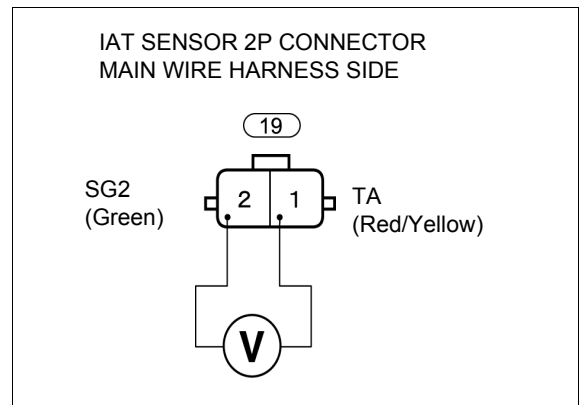 IAT SENSOR 2P CONNECTOR
MAIN WIRE HARNESS SIDE
19
SG2
(Green)
2 1
TA
(Red/Yellow)
V